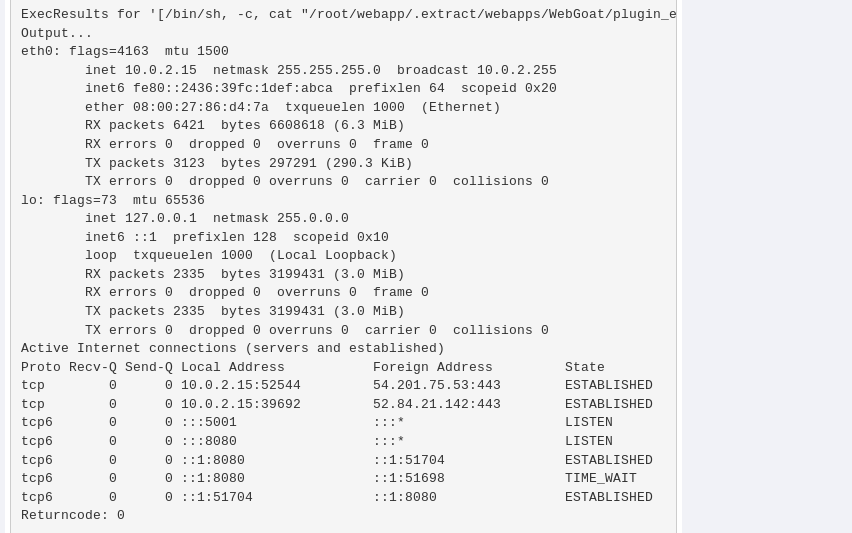 ExecResults for '[/bin/sh, -c, cat "/root/webapp/.extract/webapps/WebGoat/plugin_e
Output...
eth0: flags=4163  mtu 1500
        inet 10.0.2.15  netmask 255.255.255.0  broadcast 10.0.2.255
        inet6 fe80::2436:39fc:1def:abca  prefixlen 64  scopeid 0x20
        ether 08:00:27:86:d4:7a  txqueuelen 1000  (Ethernet)
        RX packets 6421  bytes 6608618 (6.3 MiB)
        RX errors 0  dropped 0  overruns 0  frame 0
        TX packets 3123  bytes 297291 (290.3 KiB)
        TX errors 0  dropped 0 overruns 0  carrier 0  collisions 0
lo: flags=73  mtu 65536
        inet 127.0.0.1  netmask 255.0.0.0
        inet6 ::1  prefixlen 128  scopeid 0x10
        loop  txqueuelen 1000  (Local Loopback)
        RX packets 2335  bytes 3199431 (3.0 MiB)
        RX errors 0  dropped 0  overruns 0  frame 0
        TX packets 2335  bytes 3199431 (3.0 MiB)
        TX errors 0  dropped 0 overruns 0  carrier 0  collisions 0
Active Internet connections (servers and established)
Proto Recv-Q Send-Q Local Address           Foreign Address         State
tcp        0      0 10.0.2.15:52544         54.201.75.53:443        ESTABLISHED
tcp        0      0 10.0.2.15:39692         52.84.21.142:443        ESTABLISHED
tcp6       0      0 :::5001                 :::*                    LISTEN
tcp6       0      0 :::8080                 :::*                    LISTEN
tcp6       0      0 ::1:8080                ::1:51704               ESTABLISHED
tcp6       0      0 ::1:8080                ::1:51698               TIME_WAIT
tcp6       0      0 ::1:51704               ::1:8080                ESTABLISHED
Returncode: 0